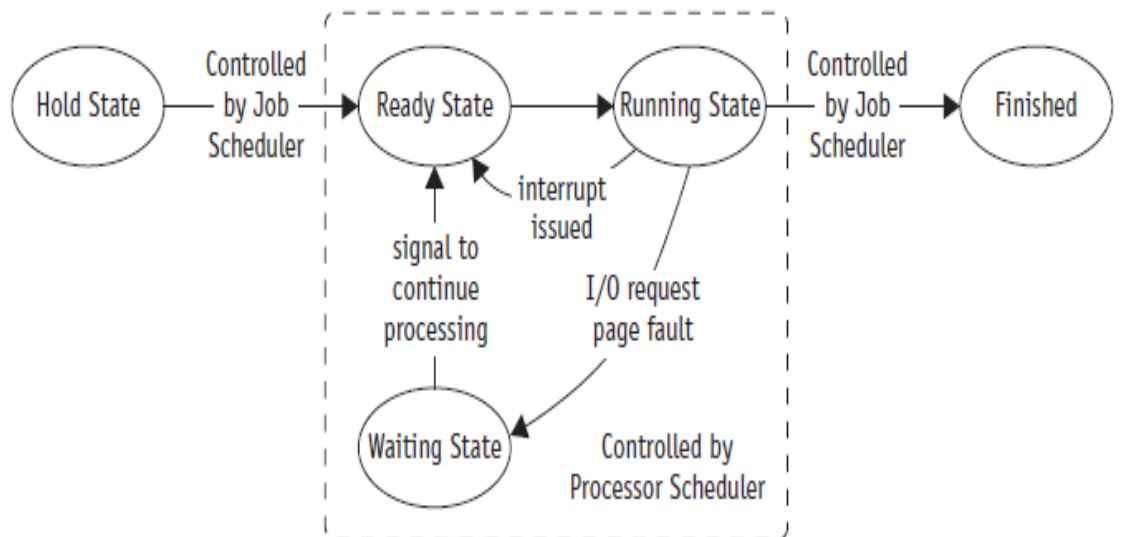 Hold State
Controlled
by Job
Scheduler
Ready State
Running State
Controlled
by Job
Scheduler
Finished
interrupt
issued
signal to
continue
processing
I/O request
page fault
Waiting State
Controlled by
Processor Scheduler